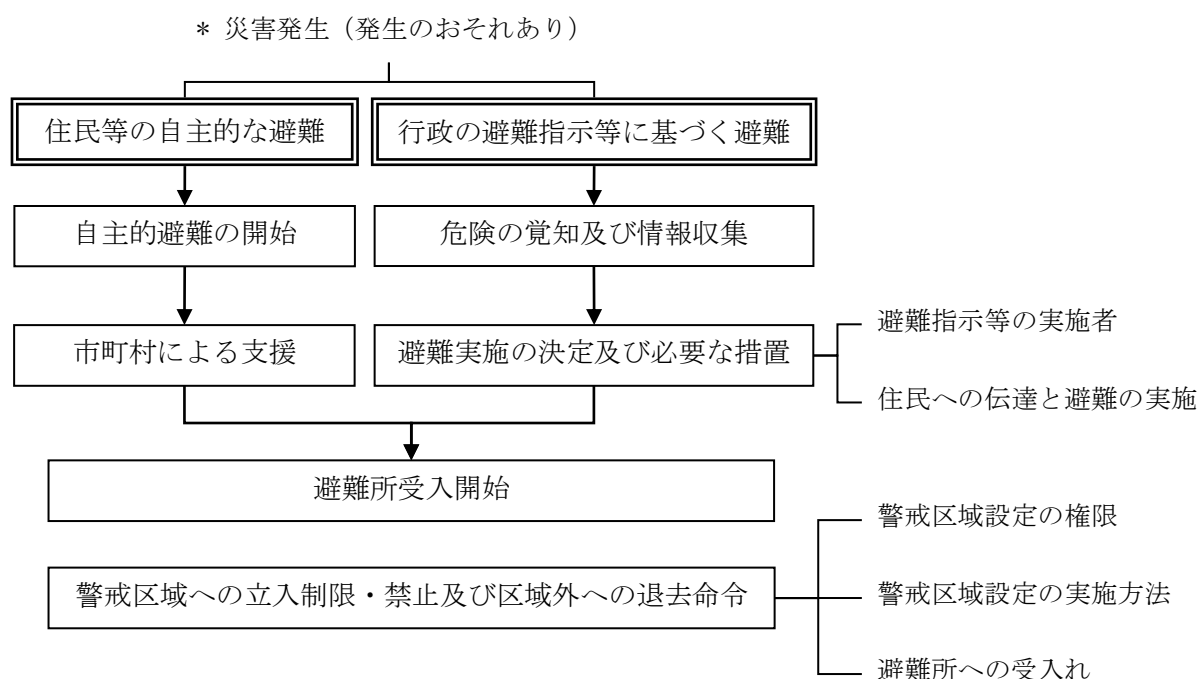 * 災害発生（発生のおそれあり）
住民等の自主的な避難
行政の避難指示等に基づく避難
自主的避難の開始
危険の覚知及び情報収集
市町村による支援
避難実施の決定及び必要な措置
避難指示等の実施者
住民への伝達と避難の実施
避難所受入開始
警戒区域への立入制限・禁止及び区域外への退去命令
警戒区域設定の権限
警戒区域設定の実施方法
避難所への受入れ